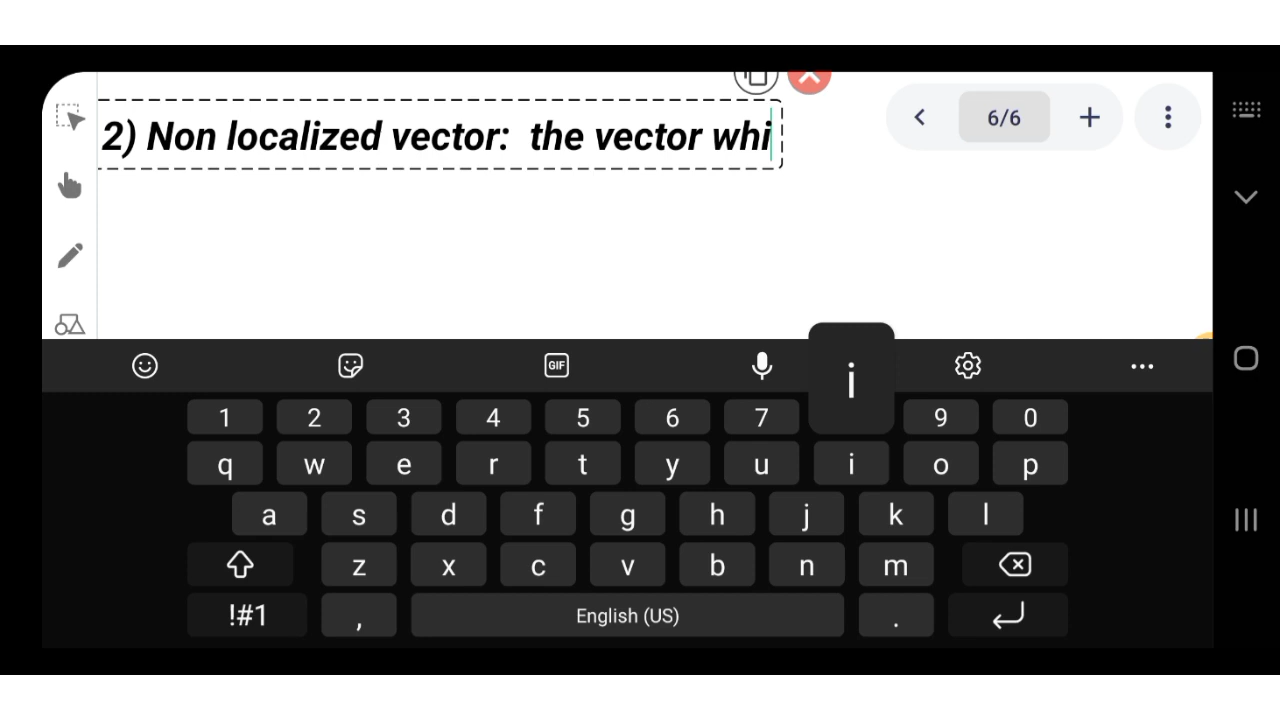 2) Non localized vector: the vector whi
6/6
GIF
i
1 2 3 4 5 6 7 9 0
q w e r t y u i o p
a s d f g h j k l
z x c v b n m
!#1 , English (US) .